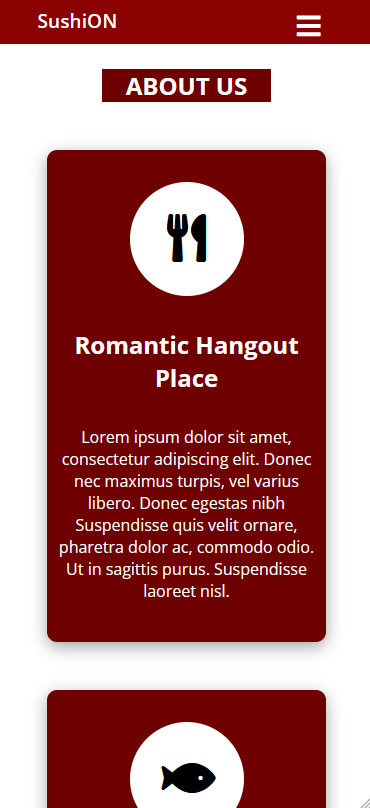 SushiON
ABOUT US
Romantic Hangout
Place
Lorem ipsum dolor sit amet,
consectetur adipiscing elit. Donec
nec maximus turpis, vel varius
libero. Donec egestas nibh
Suspendisse quis velit ornare,
pharetra dolor ac, commodo odio.
Ut in sagittis purus. Suspendisse
laoreet nisl.